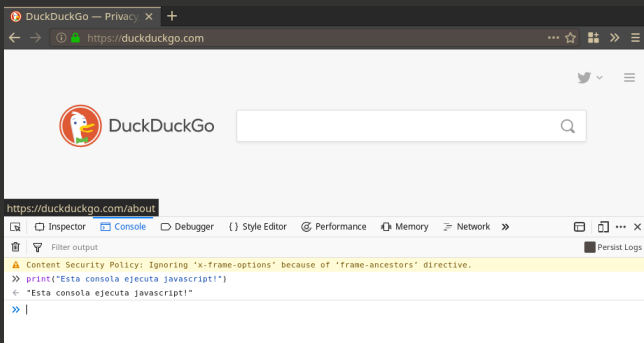 DuckDuckGo — Privacy,
https://duckduckgo.com
DuckDuckGo
https://duckduckgo.com/about
Inspector Console Debugger { } Style Editor Performance Memory Network
Filter output Persist Logs
Content Security Policy: Ignoring ‘x-frame-options’ because of ‘frame-ancestors’ directive.
print("Esta consola ejecuta javascript!")
"Esta consola ejecuta javascript!"